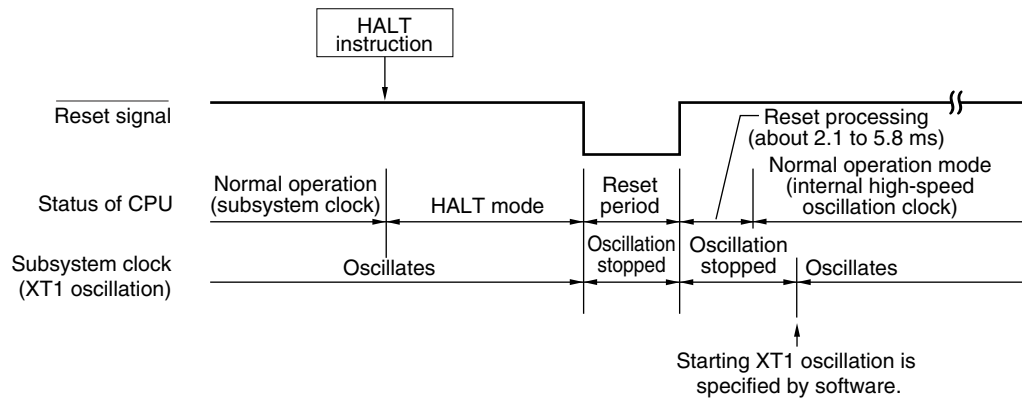 HALT
instruction
Reset signal
Reset processing
(about 2.1 to 5.8 ms)
Status of CPU
Normal operation
(subsystem clock)
HALT mode
Reset
period
Normal operation mode
(internal high-speed
oscillation clock)
Subsystem clock
(XT1 oscillation)
Oscillates
Oscillation
stopped
Oscillation
stopped
Oscillates
Starting XT1 oscillation is
specified by software.